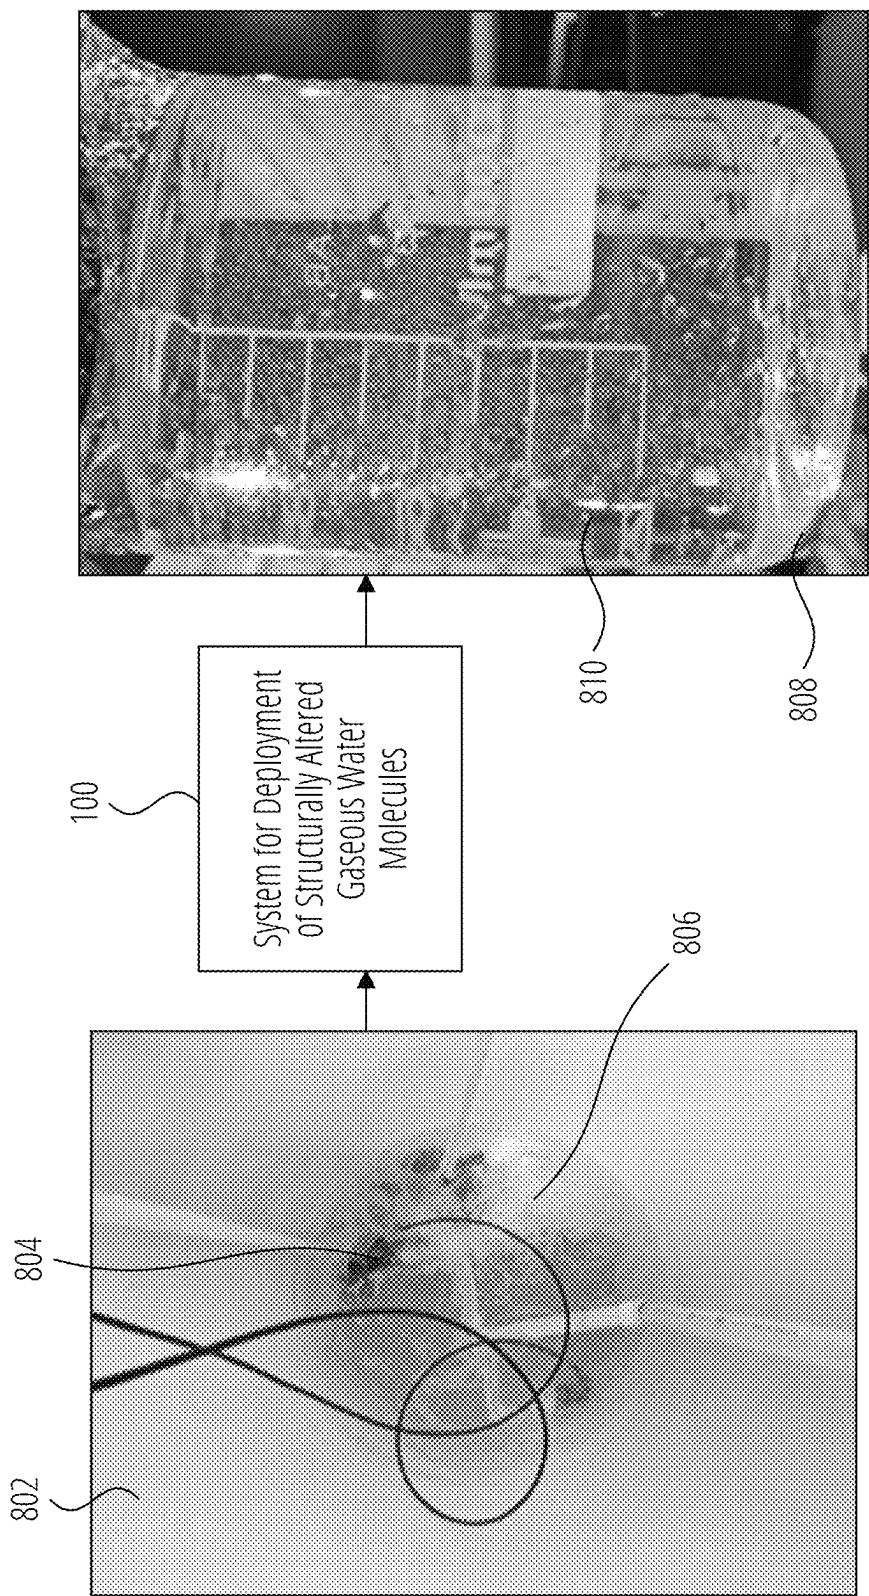 802
804
806
100
System for Deployment
of Structurally Altered
Gaseous Water
Molecules
810
808